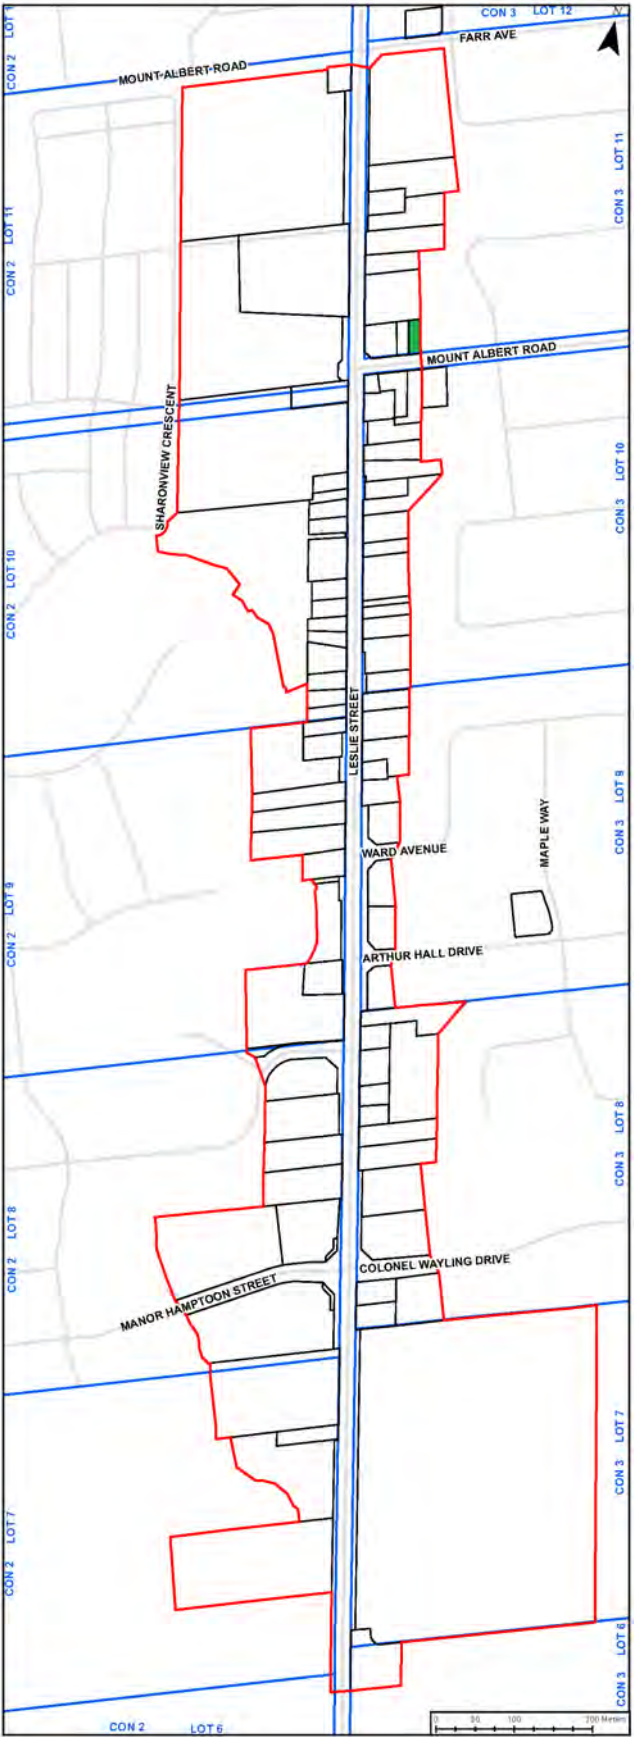 CON 3 LOT 12
N
LOT 1
CON 2
FARR AVE
MOUNT ALBERT ROAD
CON 3 LOT 11
CON 2 LOT 11
MOUNT ALBERT ROAD
SHARONVIEW CRESCENT
CON 3 LOT 10
CON 2 LOT 10
LESLIE STREET
CON 3 LOT 9
MAPLE WAY
WARD AVENUE
CON 2 LOT 9
ARTHUR HALL DRIVE
CON 3 LOT 8
CON 2 LOT 8
COLONEL WAYLING DRIVE
MANOR HAMPTOON STREET
CON 3 LOT 7
CON 2 LOT 7
CON 3 LOT 6
CON 2 LOT 6
0 50 100 200 Meters